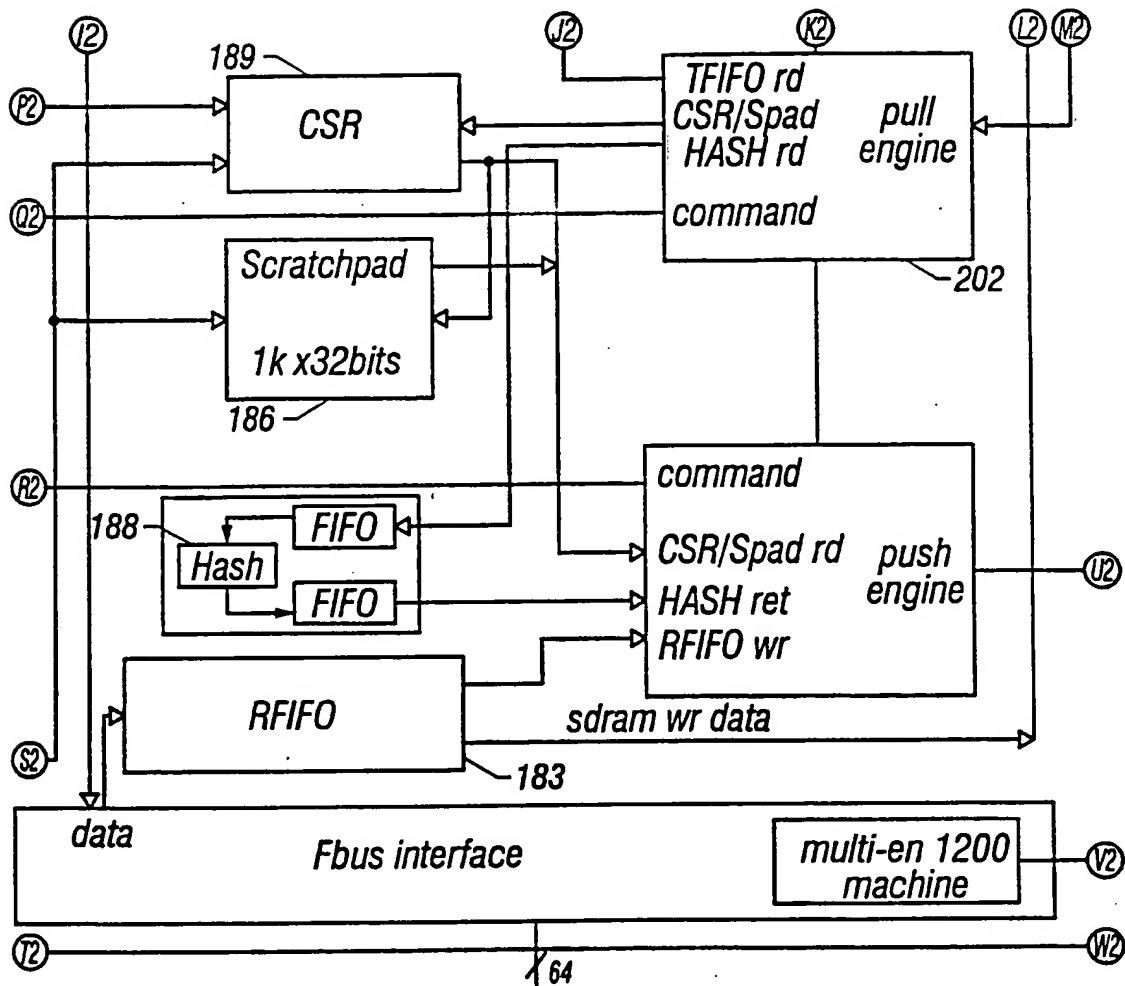 I2
J2
K2
L2
M2
189
P2
CSR
TFIFO rd
CSR/Spad
HASH rd
pull
engine
Q2
command
Scratchpad
202
1k x32bits
186
R2
command
188
FIFO
Hash
FIFO
CSR/Spad rd
HASH ret
RFIFO wr
push
engine
U2
RFIFO
sdram wr data
S2
183
data
Fbus interface
multi-en 1200
machine
V2
T2
W2
64